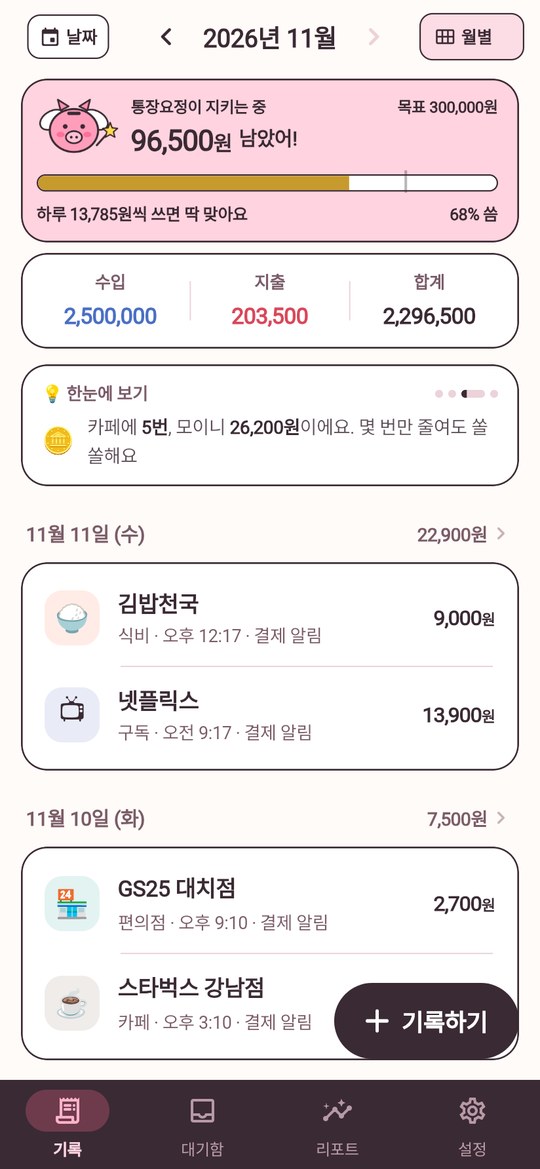 날짜
2026년 11월
월별
통장요정이 지키는 중
목표 300,000원
96,500원 남았어!
하루 13,785원씩 쓰면 딱 맞아요
68% 씀
수입
지출
합계
2,500,000
203,500
2,296,500
한눈에 보기
카페에 5번, 모이니 26,200원이에요. 몇 번만 줄여도 쏠
쏠해요
11월 11일 (수)
22,900원
김밥천국
9,000원
식비 · 오후 12:17 · 결제 알림
넷플릭스
13,900원
구독 · 오전 9:17 · 결제 알림
11월 10일 (화)
7,500원
24
GS25 대치점
2,700원
편의점 · 오후 9:10 · 결제 알림
스타벅스 강남점
카페 · 오후 3:10 · 결제 알림
기록하기
기록
대기함
리포트
설정